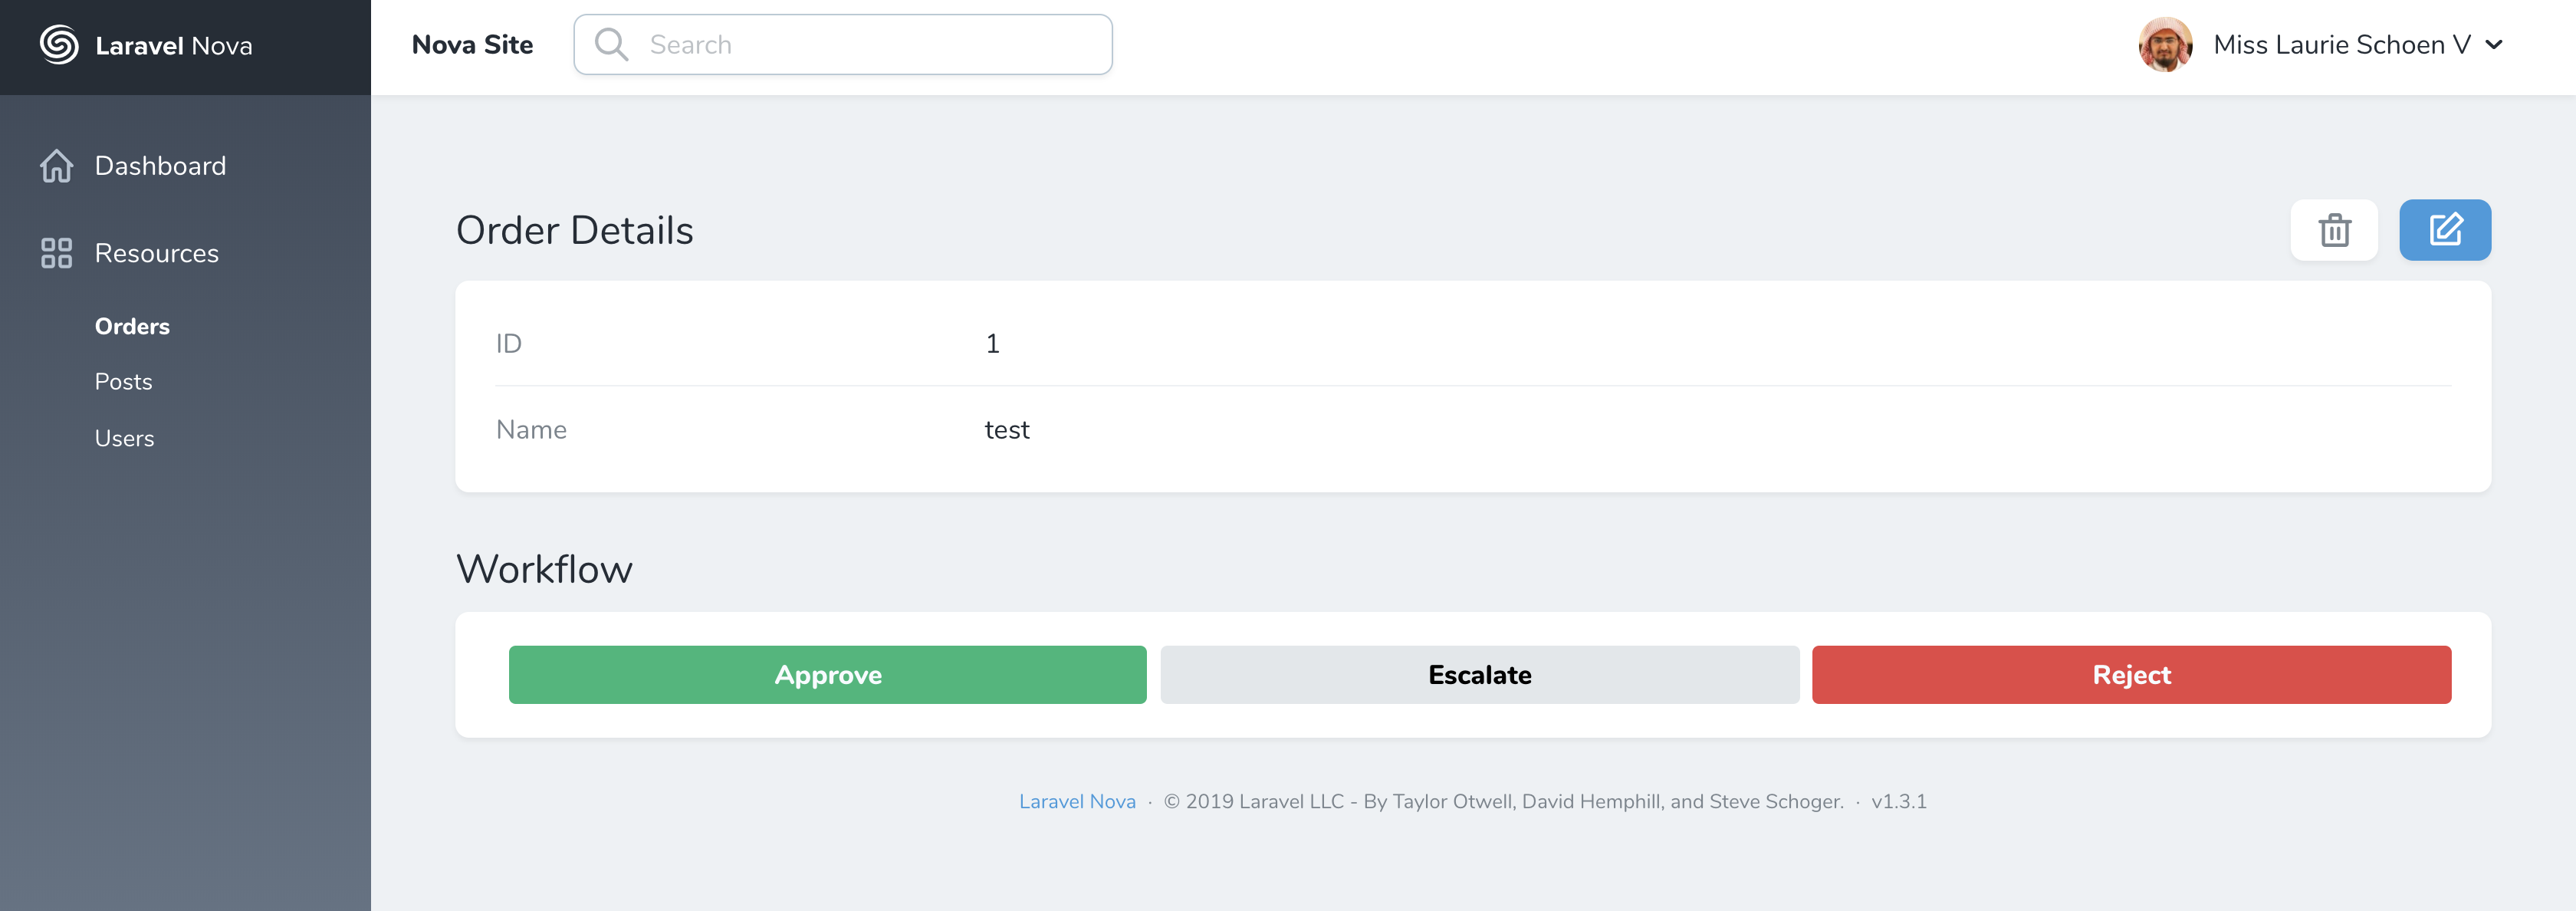 Laravel Nova
Nova Site
Search
Miss Laurie Schoen V
Dashboard
Resources
Orders
Posts
Users
Order Details
ID 1
Name test
Workflow
Approve Escalate Reject
Laravel Nova · © 2019 Laravel LLC - By Taylor Otwell, David Hemphill, and Steve Schoger. · v1.3.1